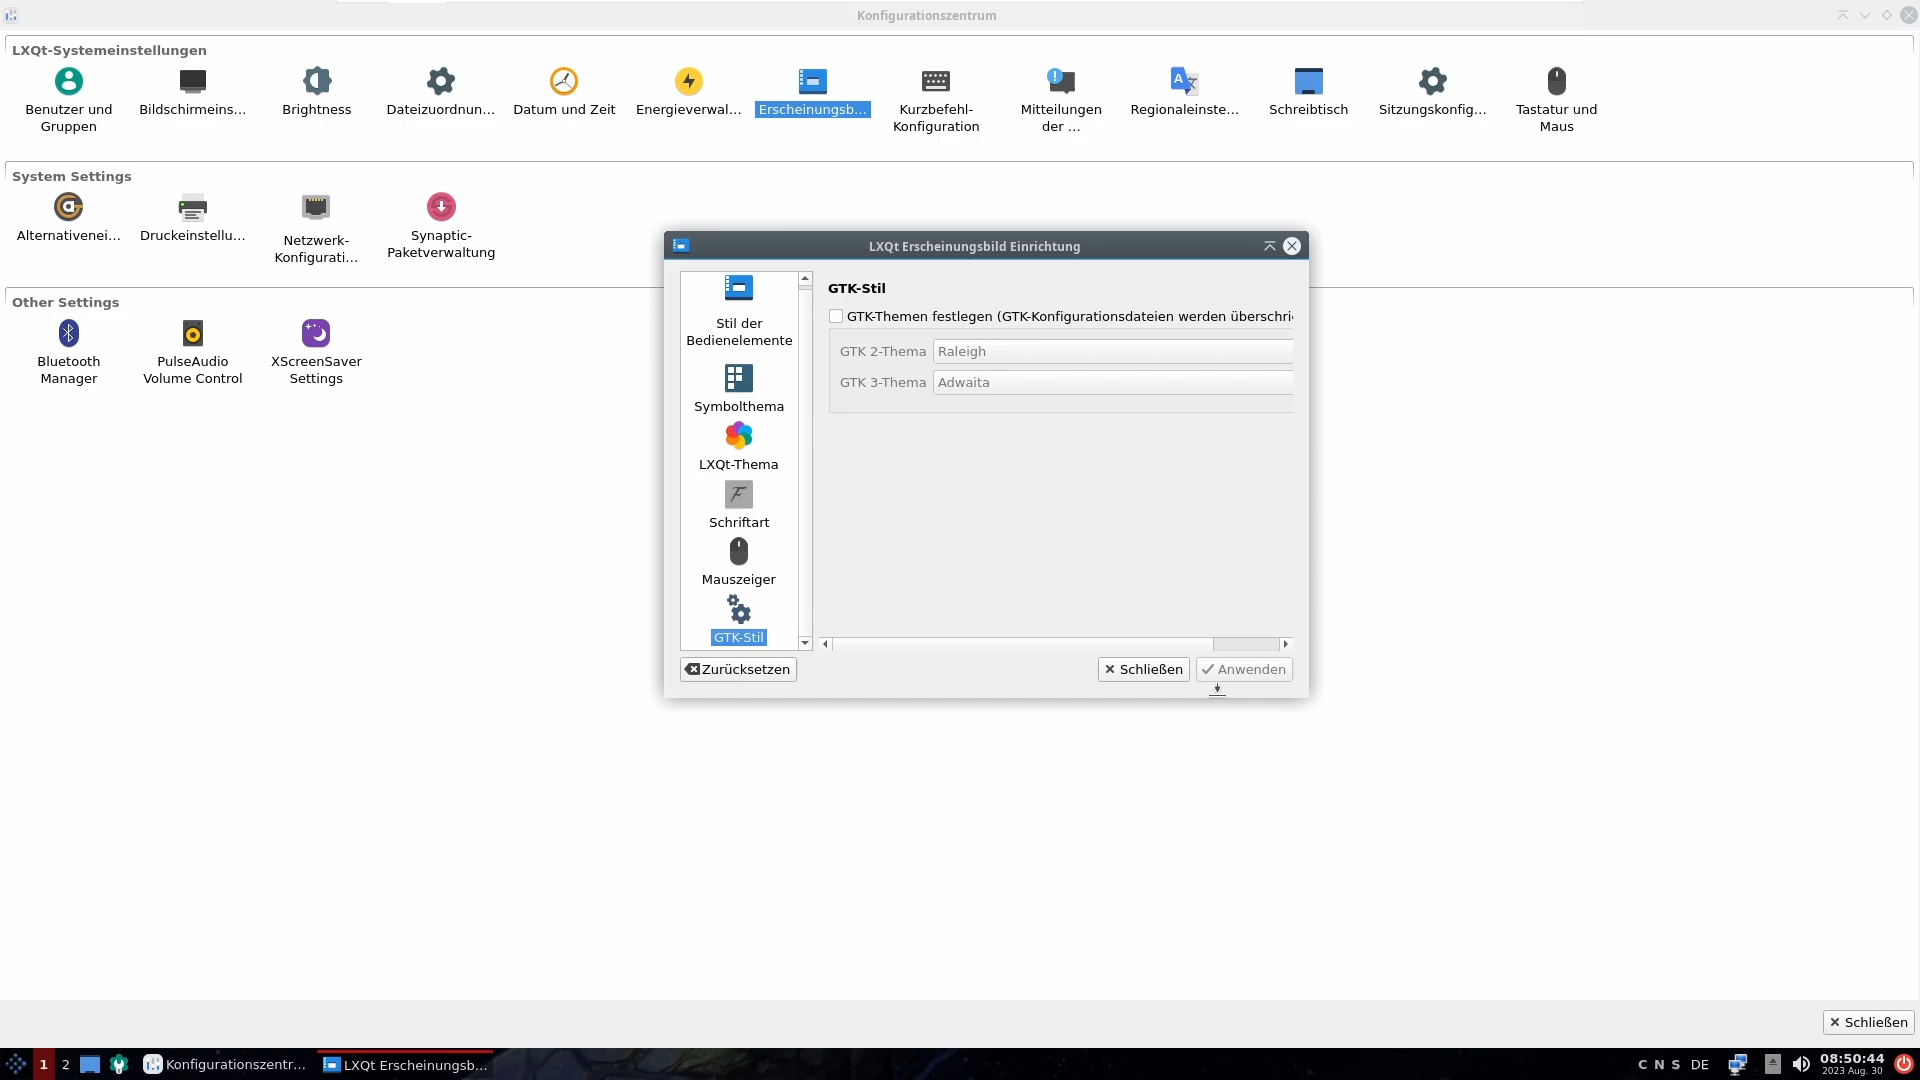 Konfigurationszentrum
LXQt-Systemeinstellungen
Benutzer und Gruppen
Bildschirmeins...
Brightness
Dateizuordnun...
Datum und Zeit
Energieverwal...
Erscheinungsb...
Kurzbefehl-Konfiguration
Mitteilungen der ...
Regionaleinste...
Schreibtisch
Sitzungskonfig...
Tastatur und Maus
System Settings
Alternativenei...
Druckeinstellu...
Netzwerk-Konfigurati...
Synaptic-Paketverwaltung
Other Settings
Bluetooth Manager
PulseAudio Volume Control
XScreenSaver Settings
LXQt Erscheinungsbild Einrichtung
Stil der Bedienelemente
Symbolthema
LXQt-Thema
Schriftart
Mauszeiger
GTK-Stil
GTK-Stil
GTK-Themen festlegen (GTK-Konfigurationsdateien werden überschri
GTK 2-Thema Raleigh
GTK 3-Thema Adwaita
Zurücksetzen
Schließen
Anwenden
Schließen
1
2
Konfigurationszentr...
LXQt Erscheinungsb...
C N S
DE
08:50:44
2023 Aug. 30